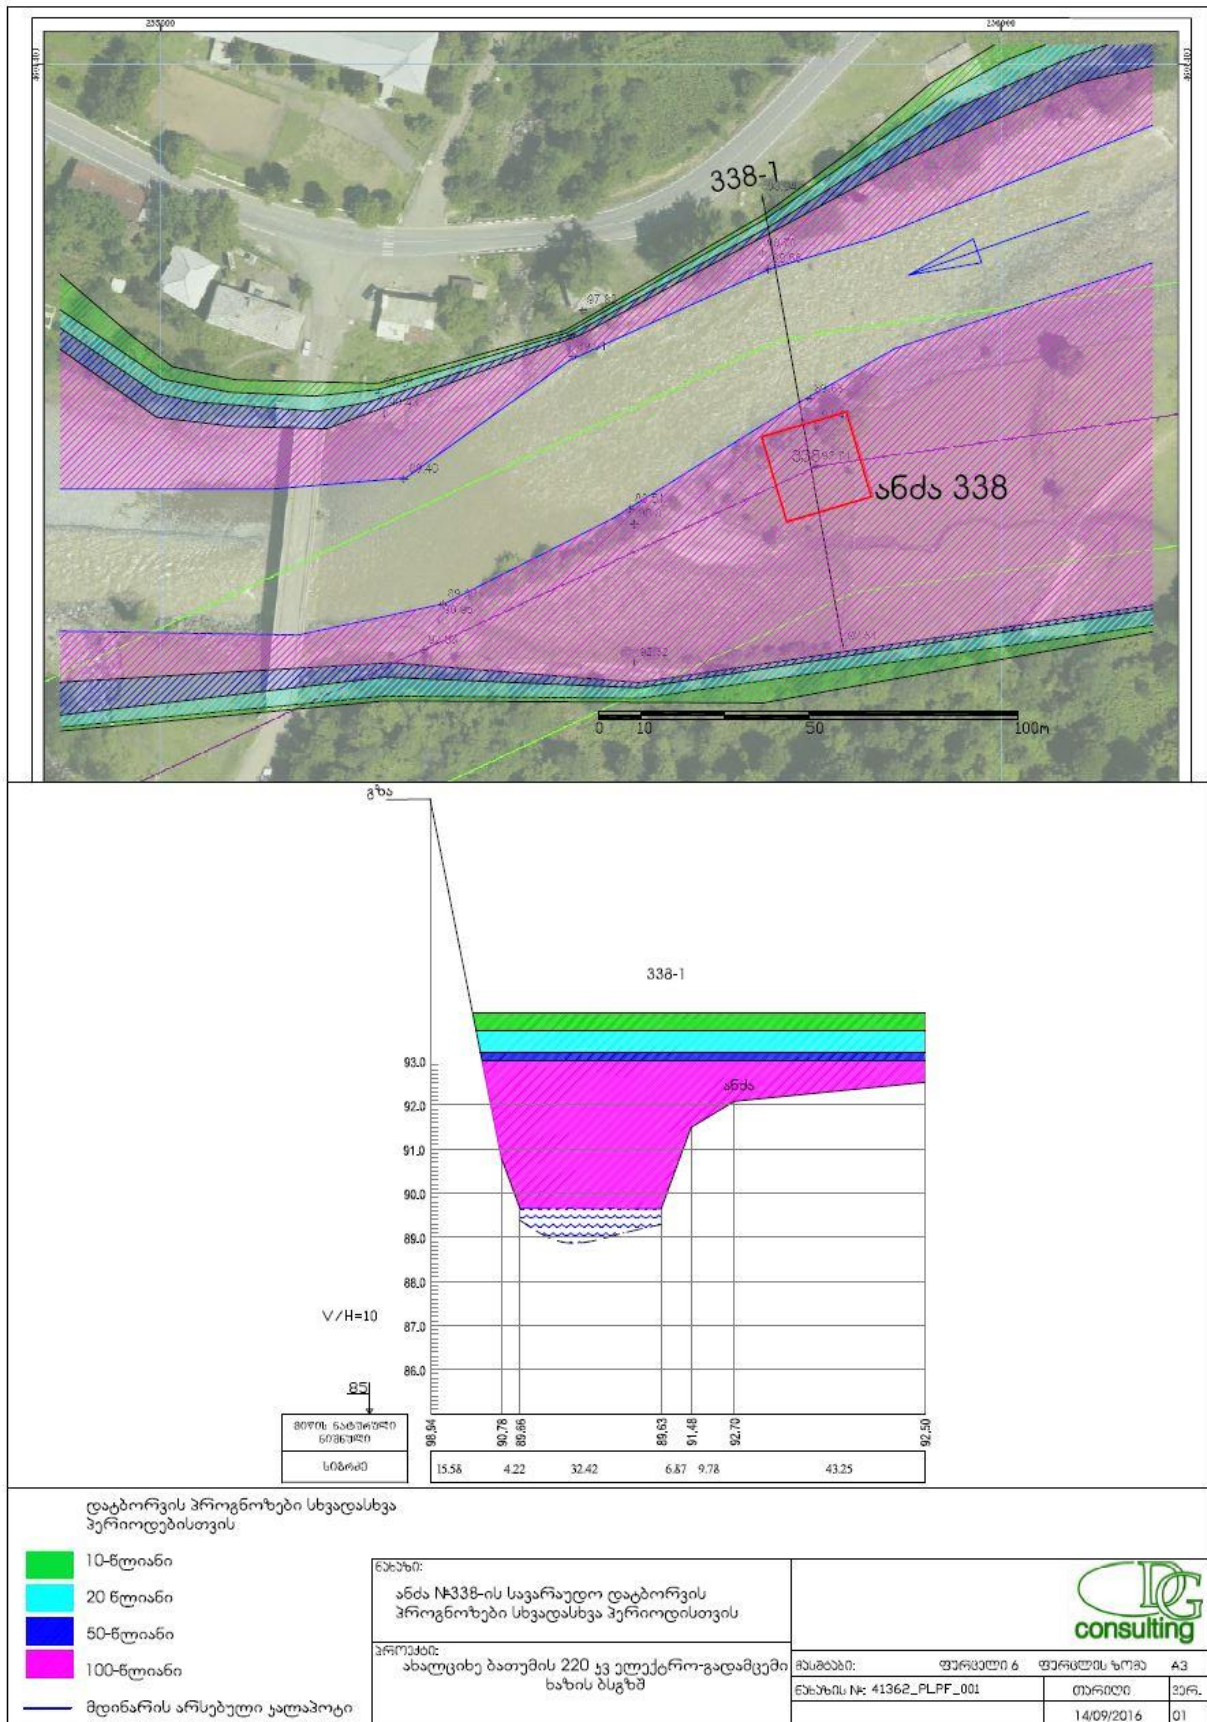 338-1
ანძა 338
0 10 50 100m
გზა
338-1
93.0
ანძა
92.0
91.0
90.0
89.0
88.0
87.0
86.0
V/H=10
85
მიწის ნატურული
ნიშნული
98.94 90.78 89.66 89.63 91.48 92.70 92.50
სიგრძე
15.58 4.22 32.42 6.87 9.78 43.25
დატბორვის პროგნოზები სხვადასხვა
პერიოდებისთვის
10-წლიანი
20 წლიანი
50-წლიანი
100-წლიანი
მდინარის არსებული კალაპოტი
ნახაზი:
ანძა №338-ის სავარაუდო დატბორვის
პროგნოზები სხვადასხვა პერიოდისთვის
პროექტი:
ახალციხე ბათუმის 220 კვ ელექტრო-გადამცემი
ხაზის ბსგზშ
DG
consulting
მასშტაბი: ფურცელი 6 ფურცლის ზომა A3
ნახაზის №: 41362_PLPF_001 თარიღი ვერ.
14/09/2016 01